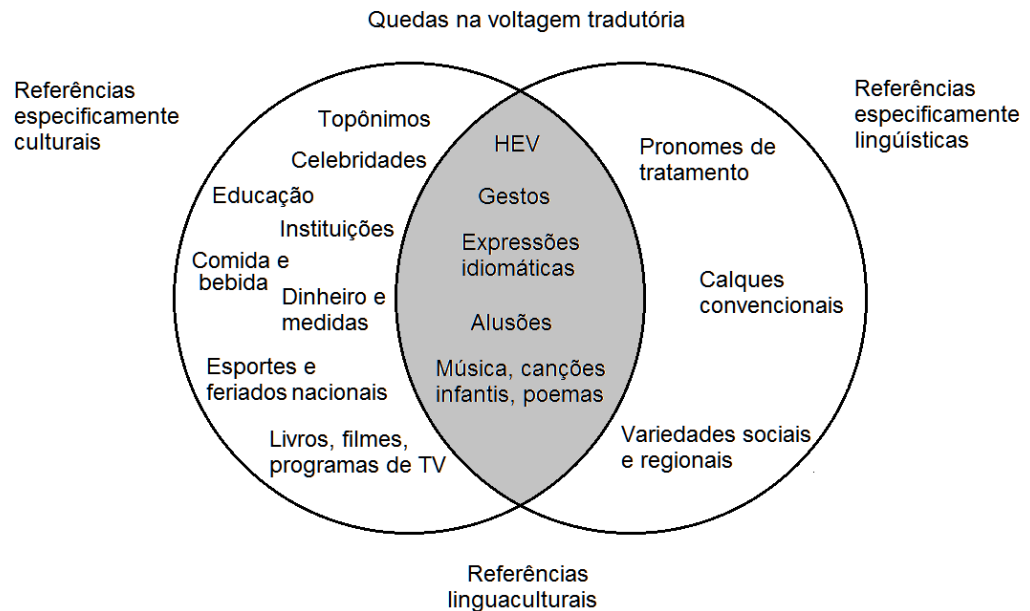 Quedas na voltagem tradutória
Referências
especificamente
culturais
Referências
especificamente
lingúísticas
Topônimos
Celebridades
Educação
Instituições
Comida e
bebida
Dinheiro e
medidas
Esportes e
feriados nacionais
Livros, filmes,
programas de TV
HEV
Gestos
Expressões
idiomáticas
Alusões
Música, canções
infantis, poemas
Pronomes de
tratamento
Calques
convencionais
Variedades sociais
e regionais
Referências
linguaculturais